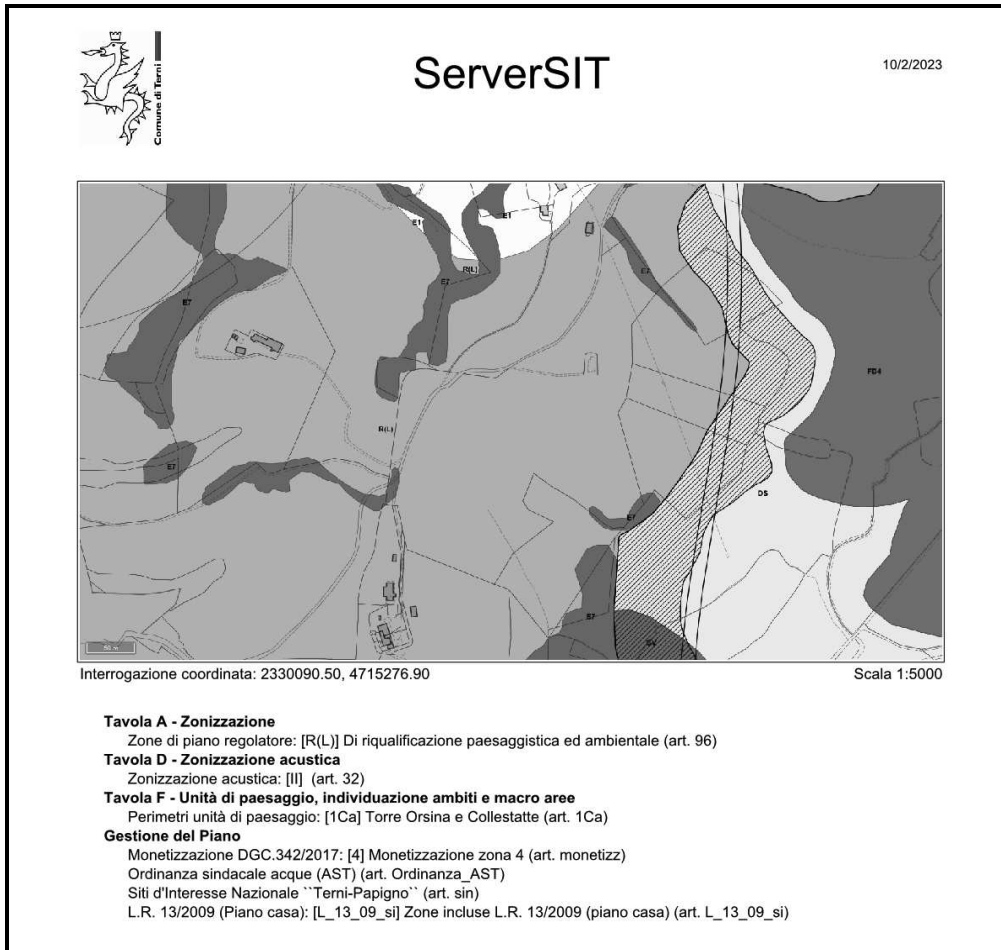 Comune di Terni
ServerSIT
10/2/2023
E1
E1
R(L)
E7
E7
E7
FD4
R(L)
E7
DS
E7
E7
50 m
Interrogazione coordinata: 2330090.50, 4715276.90
Scala 1:5000
Tavola A - Zonizzazione
Zone di piano regolatore: [R(L)] Di riqualificazione paesaggistica ed ambientale (art. 96)
Tavola D - Zonizzazione acustica
Zonizzazione acustica: [II]  (art. 32)
Tavola F - Unità di paesaggio, individuazione ambiti e macro aree
Perimetri unità di paesaggio: [1Ca] Torre Orsina e Collestatte (art. 1Ca)
Gestione del Piano
Monetizzazione DGC.342/2017: [4] Monetizzazione zona 4 (art. monetizz)
Ordinanza sindacale acque (AST) (art. Ordinanza_AST)
Siti d'Interesse Nazionale ``Terni-Papigno`` (art. sin)
L.R. 13/2009 (Piano casa): [L_13_09_si] Zone incluse L.R. 13/2009 (piano casa) (art. L_13_09_si)